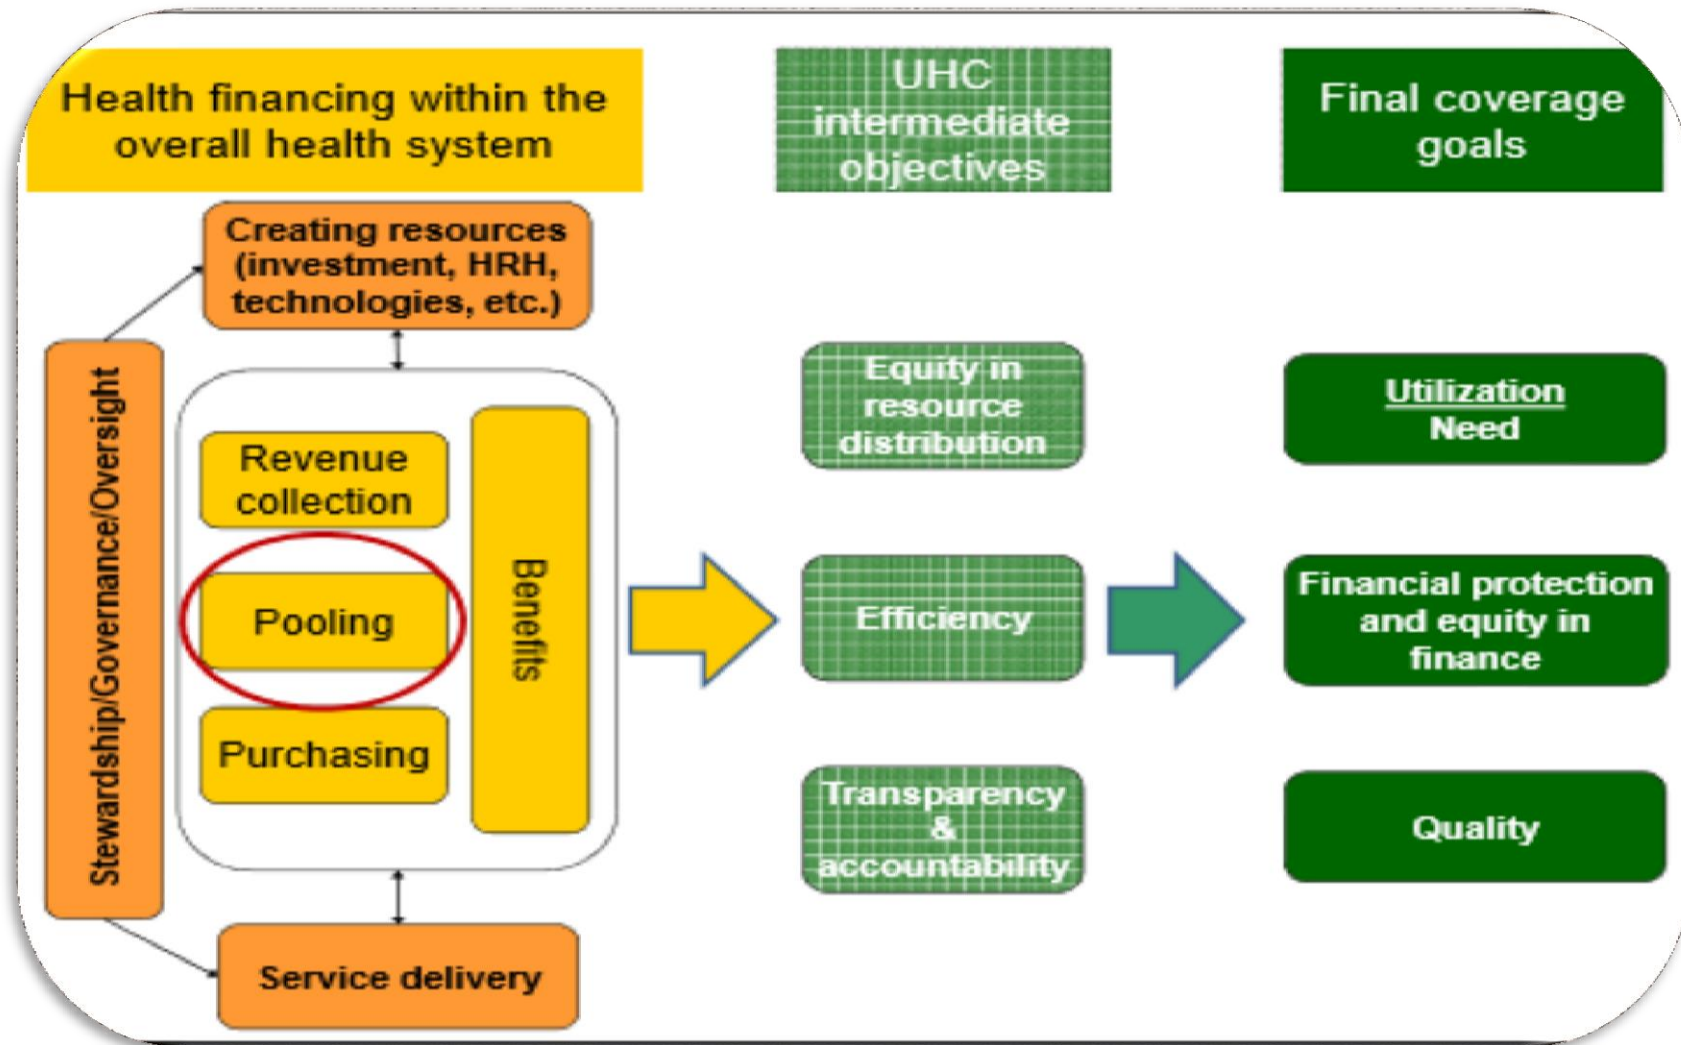 Health financing within the
overall health system
UHC
intermediate
objectives
Final coverage
goals
Creating resources
(investment, HRH,
technologies, etc.)
Stewardship/Governance/Oversight
Revenue
collection
Pooling
Purchasing
Benefits
Service delivery
Equity in
resource
distribution
Efficiency
Transparency
&
accountability
Utilization
Need
Financial protection
and equity in
finance
Quality